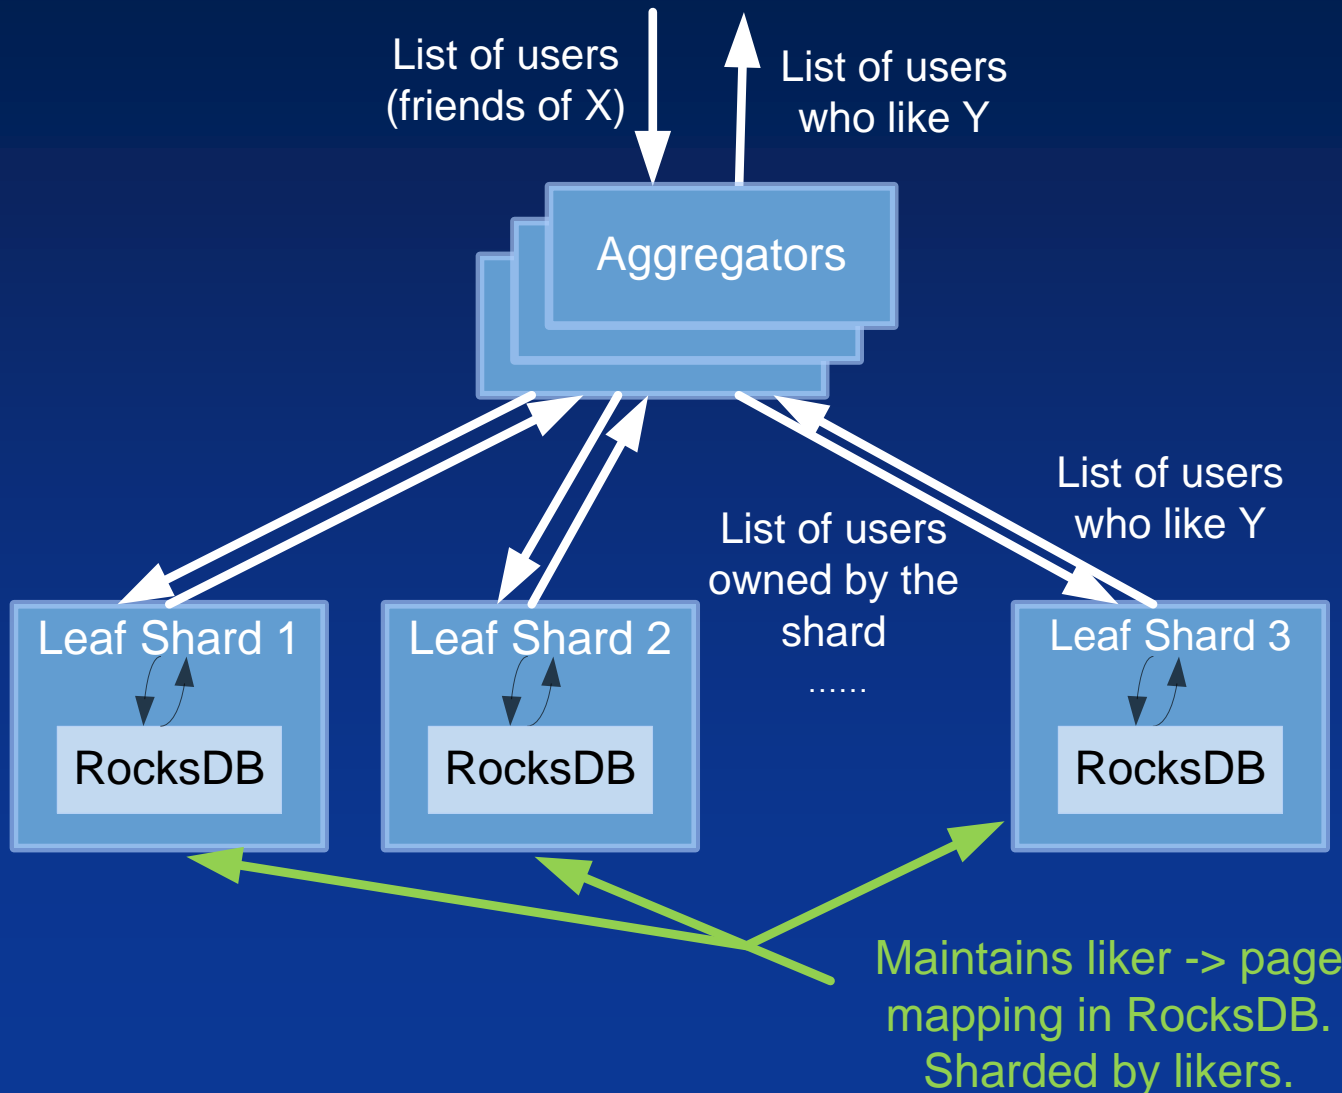 List of users
(friends of X)
List of users
who like Y
Aggregators
List of users
who like Y
List of users
owned by the
shard
......
Leaf Shard 1
Leaf Shard 2
Leaf Shard 3
RocksDB
RocksDB
RocksDB
Maintains liker -> page
mapping in RocksDB.
Sharded by likers.